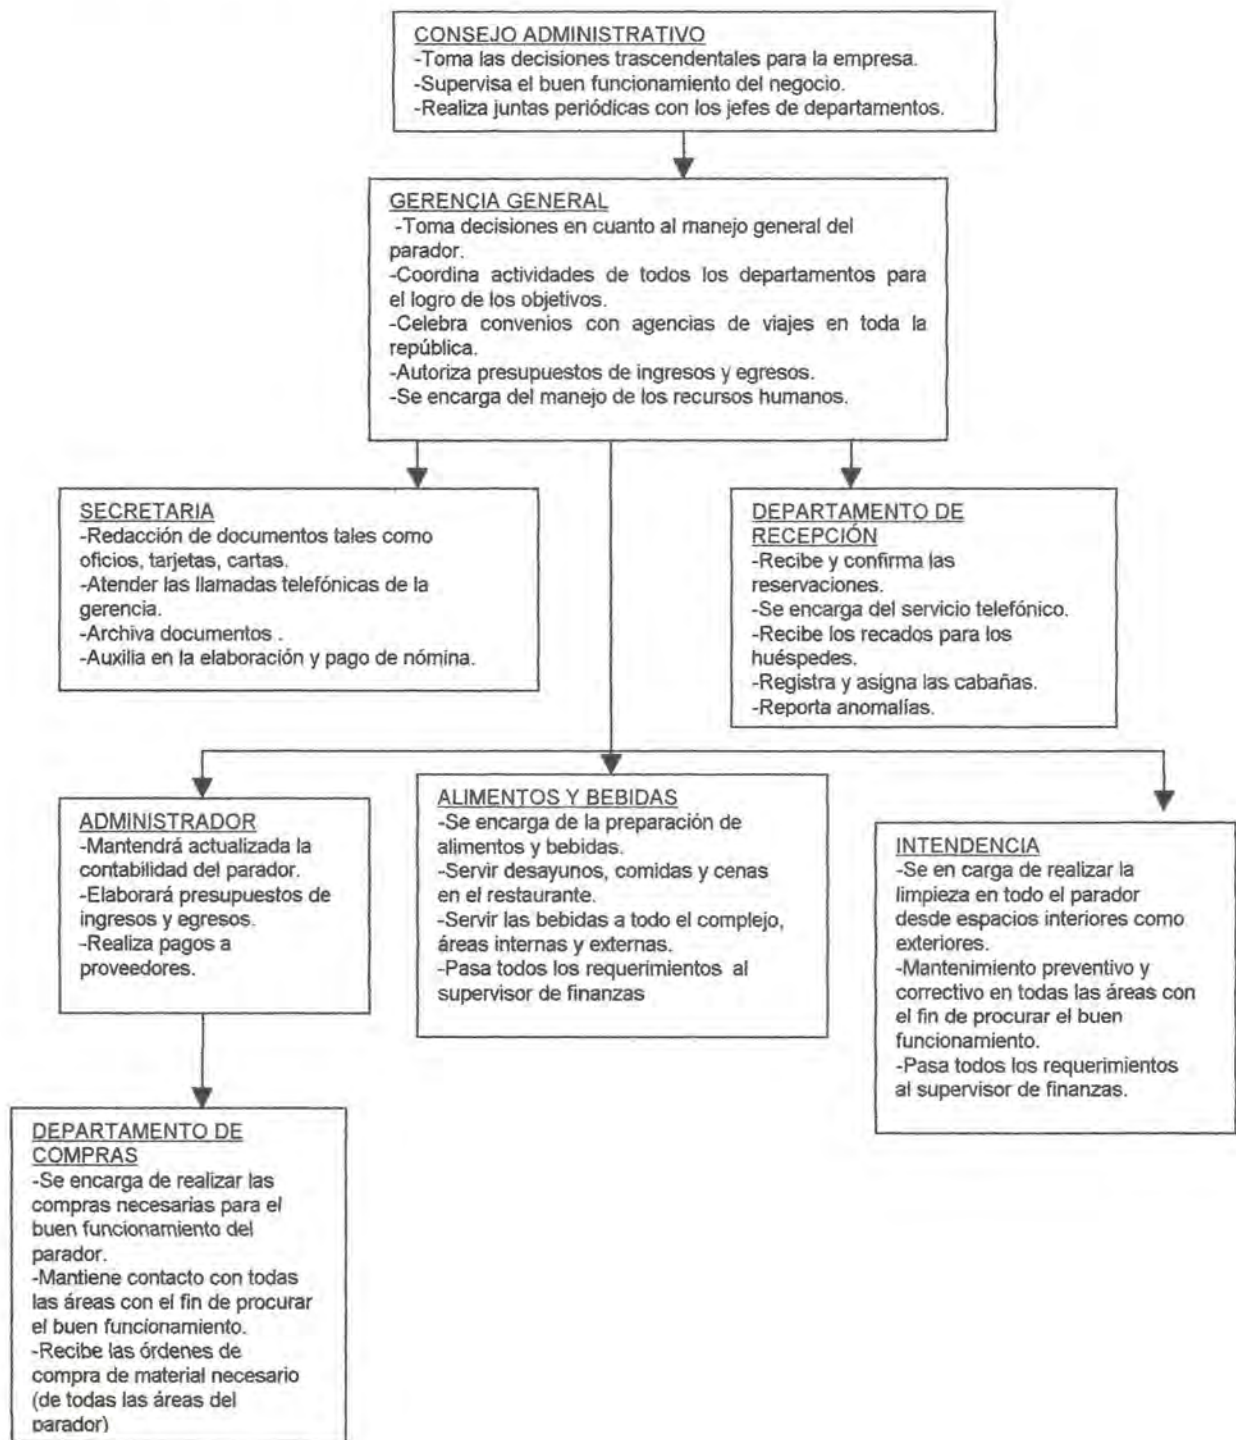 CONSEJO ADMINISTRATIVO
-Toma las decisiones trascendentales para la empresa.
-Supervisa el buen funcionamiento del negocio.
-Realiza juntas periódicas con los jefes de departamentos.
GERENCIA GENERAL
-Toma decisiones en cuanto al manejo general del
parador.
-Coordina actividades de todos los departamentos para
el logro de los objetivos.
-Celebra convenios con agencias de viajes en toda la
república.
-Autoriza presupuestos de ingresos y egresos.
-Se encarga del manejo de los recursos humanos.
SECRETARIA
-Redacción de documentos tales como
oficios, tarjetas, cartas.
-Atender las llamadas telefónicas de la
gerencia.
-Archiva documentos .
-Auxilia en la elaboración y pago de nómina.
DEPARTAMENTO DE
RECEPCIÓN
-Recibe y confirma las
reservaciones.
-Se encarga del servicio telefónico.
-Recibe los recados para los
huéspedes.
-Registra y asigna las cabañas.
-Reporta anomalías.
ADMINISTRADOR
-Mantendrá actualizada la
contabilidad del parador.
-Elaborará presupuestos de
ingresos y egresos.
-Realiza pagos a
proveedores.
ALIMENTOS Y BEBIDAS
-Se encarga de la preparación de
alimentos y bebidas.
-Servir desayunos, comidas y cenas
en el restaurante.
-Servir las bebidas a todo el complejo,
áreas internas y externas.
-Pasa todos los requerimientos al
supervisor de finanzas
INTENDENCIA
-Se en carga de realizar la
limpieza en todo el parador
desde espacios interiores como
exteriores.
-Mantenimiento preventivo y
correctivo en todas las áreas con
el fin de procurar el buen
funcionamiento.
-Pasa todos los requerimientos
al supervisor de finanzas.
DEPARTAMENTO DE
COMPRAS
-Se encarga de realizar las
compras necesarias para el
buen funcionamiento del
parador.
-Mantiene contacto con todas
las áreas con el fin de procurar
el buen funcionamiento.
-Recibe las órdenes de
compra de material necesario
(de todas las áreas del
parador)